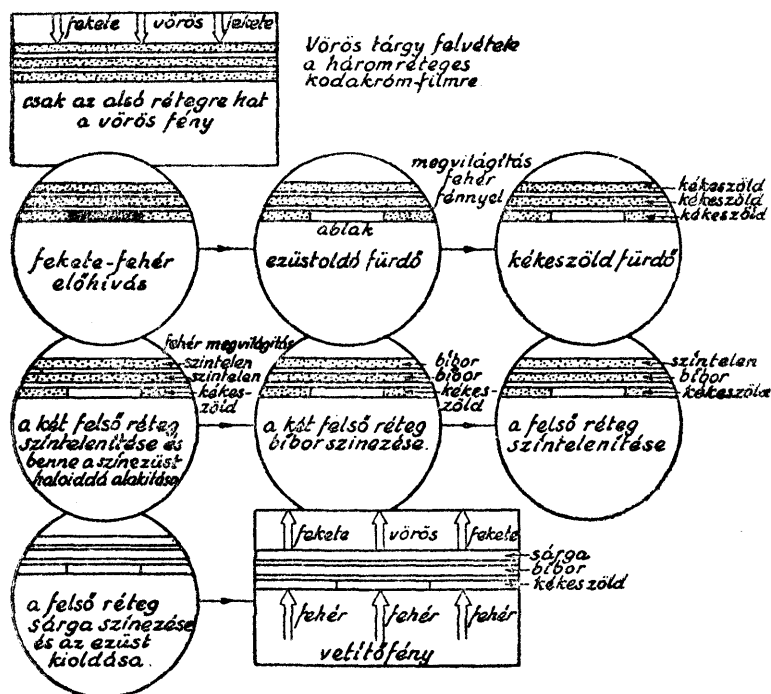 fekete vörös fekete
csak az alsó rétegre hat
a vörös fény
Vörös tárgy felvétele
a háromréteges
kodakróm-filmre
fekete-fehér
előhívás
ablak
ezüstoldó fürdő
megvilágítás
fehér
fénnyel
kékeszöld
kékeszöld
kékeszöld
kékeszöld fürdő
fehér megvilágítás
színtelen
színtelen
kékes-
zöld
a két felső réteg
színtelenítése és
benne a színezüst
haloiddá alakítása
bíbor
bíbor
kékes-
zöld
a két felső réteg
bíbor színezése.
színtelen
bíbor
kékeszöld
a felső réteg
színtelenítése
a felső réteg
sárga színezése
és az ezüst
kioldása.
fekete vörös fekete
sárga
bíbor
kékeszöld
fehér fehér fehér
vetítőfény